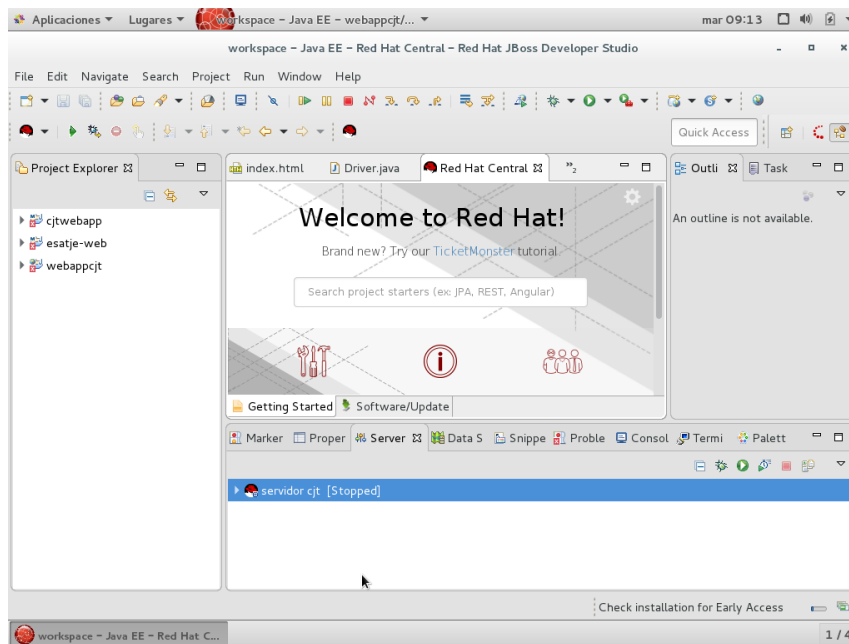 Aplicaciones Lugares workspace – Java EE – webappcjt/... mar 09:13
workspace – Java EE – Red Hat Central – Red Hat JBoss Developer Studio
File Edit Navigate Search Project Run Window Help
Quick Access
Project Explorer index.html Driver.java Red Hat Central »2 Outli Task
cjtwebapp
esatje-web
webappcjt
Welcome to Red Hat!
Brand new? Try our TicketMonster tutorial
Search project starters (ex: JPA, REST, Angular)
An outline is not available.
Getting Started Software/Update
Marker Proper Server Data S Snippe Proble Consol Termi Palett
servidor cjt [Stopped]
Check installation for Early Access
workspace – Java EE – Red Hat C... 1 / 4